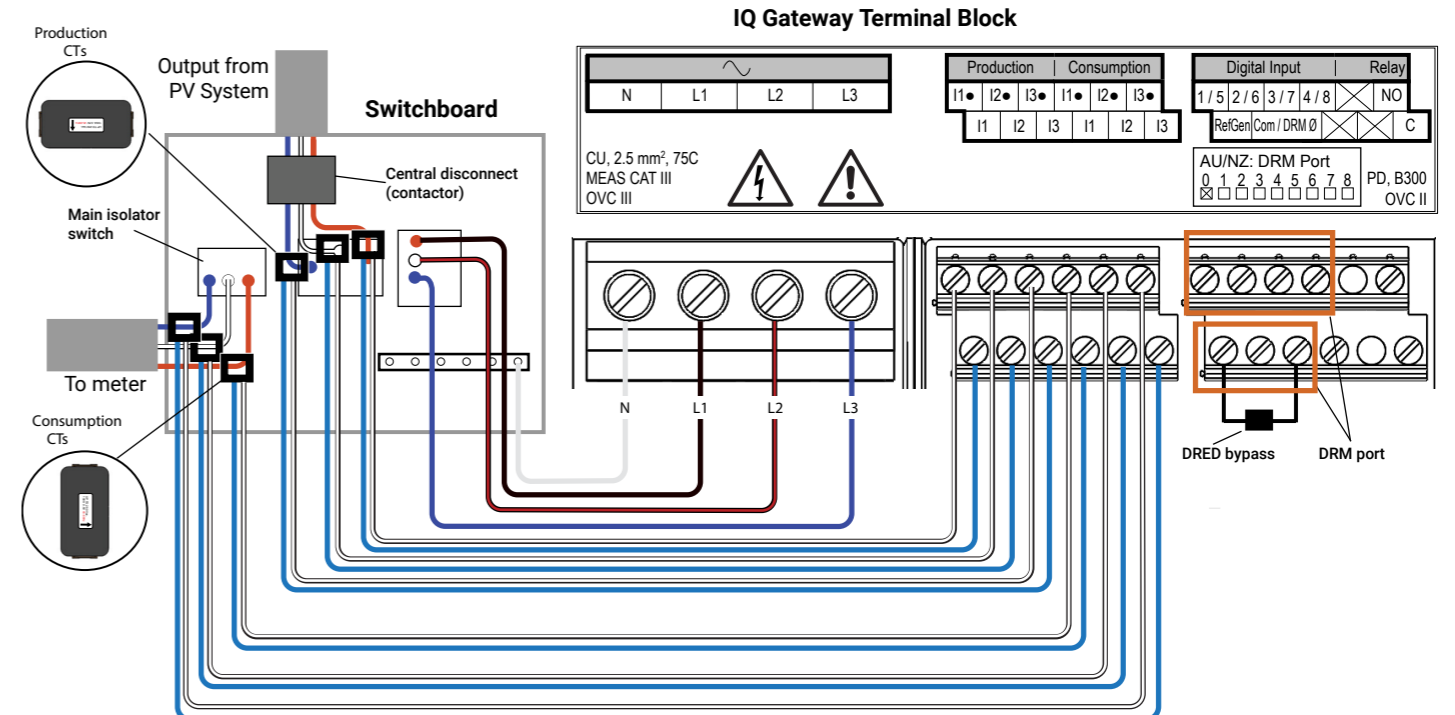 IQ Gateway Terminal Block
Production
CTs
Output from
PV System
Switchboard
Central disconnect
(contactor)
Main isolator
switch
To meter
Consumption
CTs
N L1 L2 L3
Production | Consumption
I1● I2● I3● I1● I2● I3●
I1 I2 I3 I1 I2 I3
Digital Input | Relay
1 / 5 2 / 6 3 / 7 4 / 8 NO
RefGen Com / DRM Ø C
CU, 2.5 mm², 75C
MEAS CAT III
OVC III
AU/NZ: DRM Port
0 1 2 3 4 5 6 7 8
PD, B300
OVC II
N L1 L2 L3
DRED bypass
DRM port